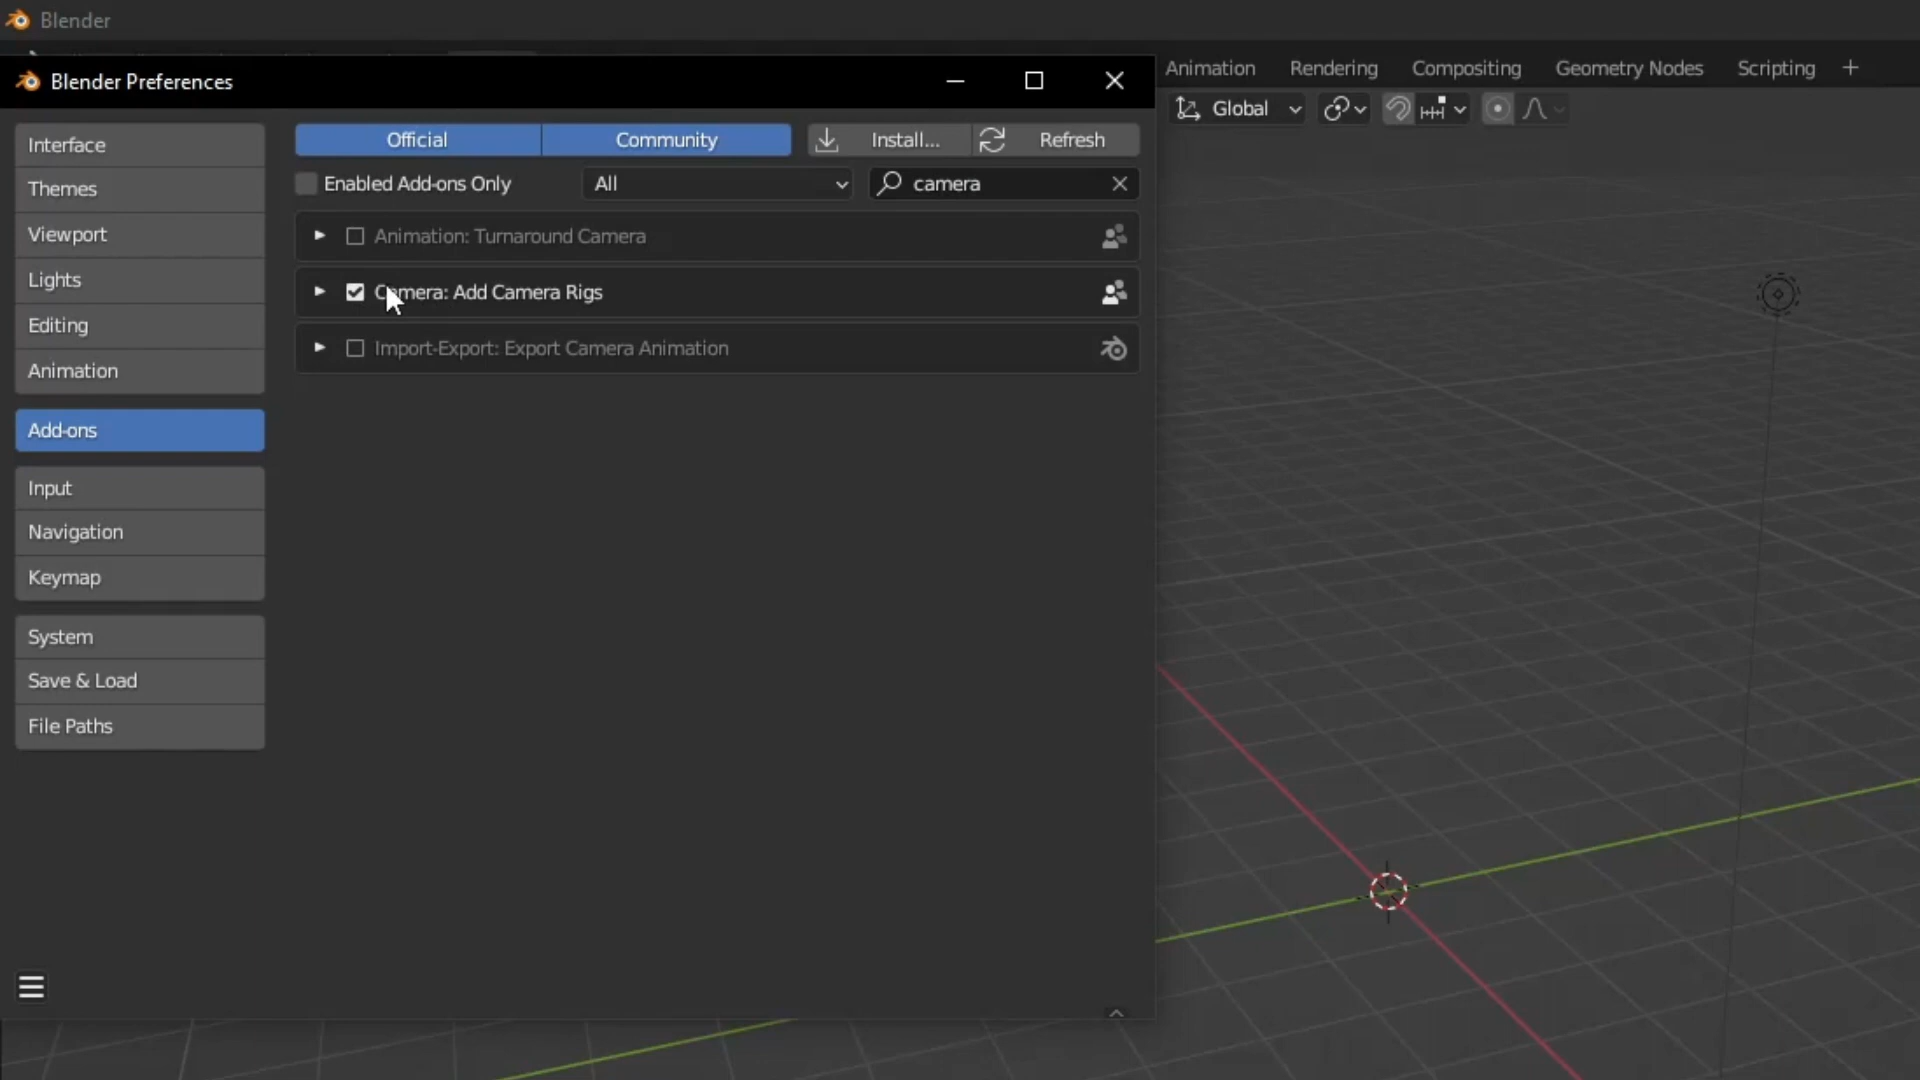 Blender
Blender Preferences
Animation Rendering Compositing Geometry Nodes Scripting +
Global
Interface
Themes
Viewport
Lights
Editing
Animation
Add-ons
Input
Navigation
Keymap
System
Save & Load
File Paths
Official Community Install... Refresh
Enabled Add-ons Only All camera
Animation: Turnaround Camera
Camera: Add Camera Rigs
Import-Export: Export Camera Animation